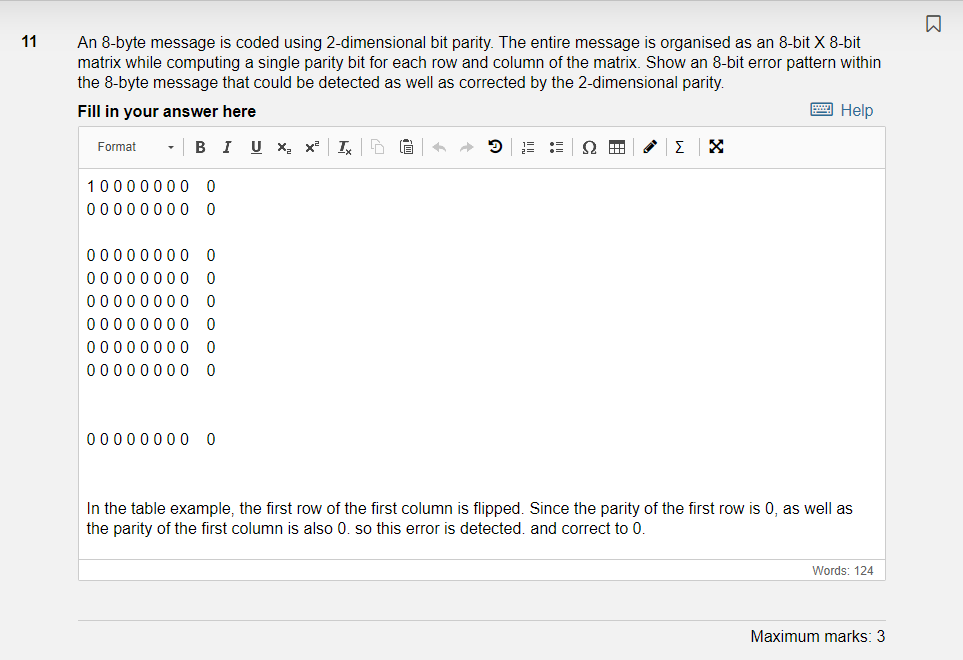 11
An 8-byte message is coded using 2-dimensional bit parity. The entire message is organised as an 8-bit X 8-bit
matrix while computing a single parity bit for each row and column of the matrix. Show an 8-bit error pattern within
the 8-byte message that could be detected as well as corrected by the 2-dimensional parity.
Fill in your answer here
Help
Format B I U x₂ x² Tx Ω Σ
1 0 0 0 0 0 0 0 0
0 0 0 0 0 0 0 0 0
0 0 0 0 0 0 0 0 0
0 0 0 0 0 0 0 0 0
0 0 0 0 0 0 0 0 0
0 0 0 0 0 0 0 0 0
0 0 0 0 0 0 0 0 0
0 0 0 0 0 0 0 0 0
0 0 0 0 0 0 0 0 0
In the table example, the first row of the first column is flipped. Since the parity of the first row is 0, as well as
the parity of the first column is also 0. so this error is detected. and correct to 0.
Words: 124
Maximum marks: 3